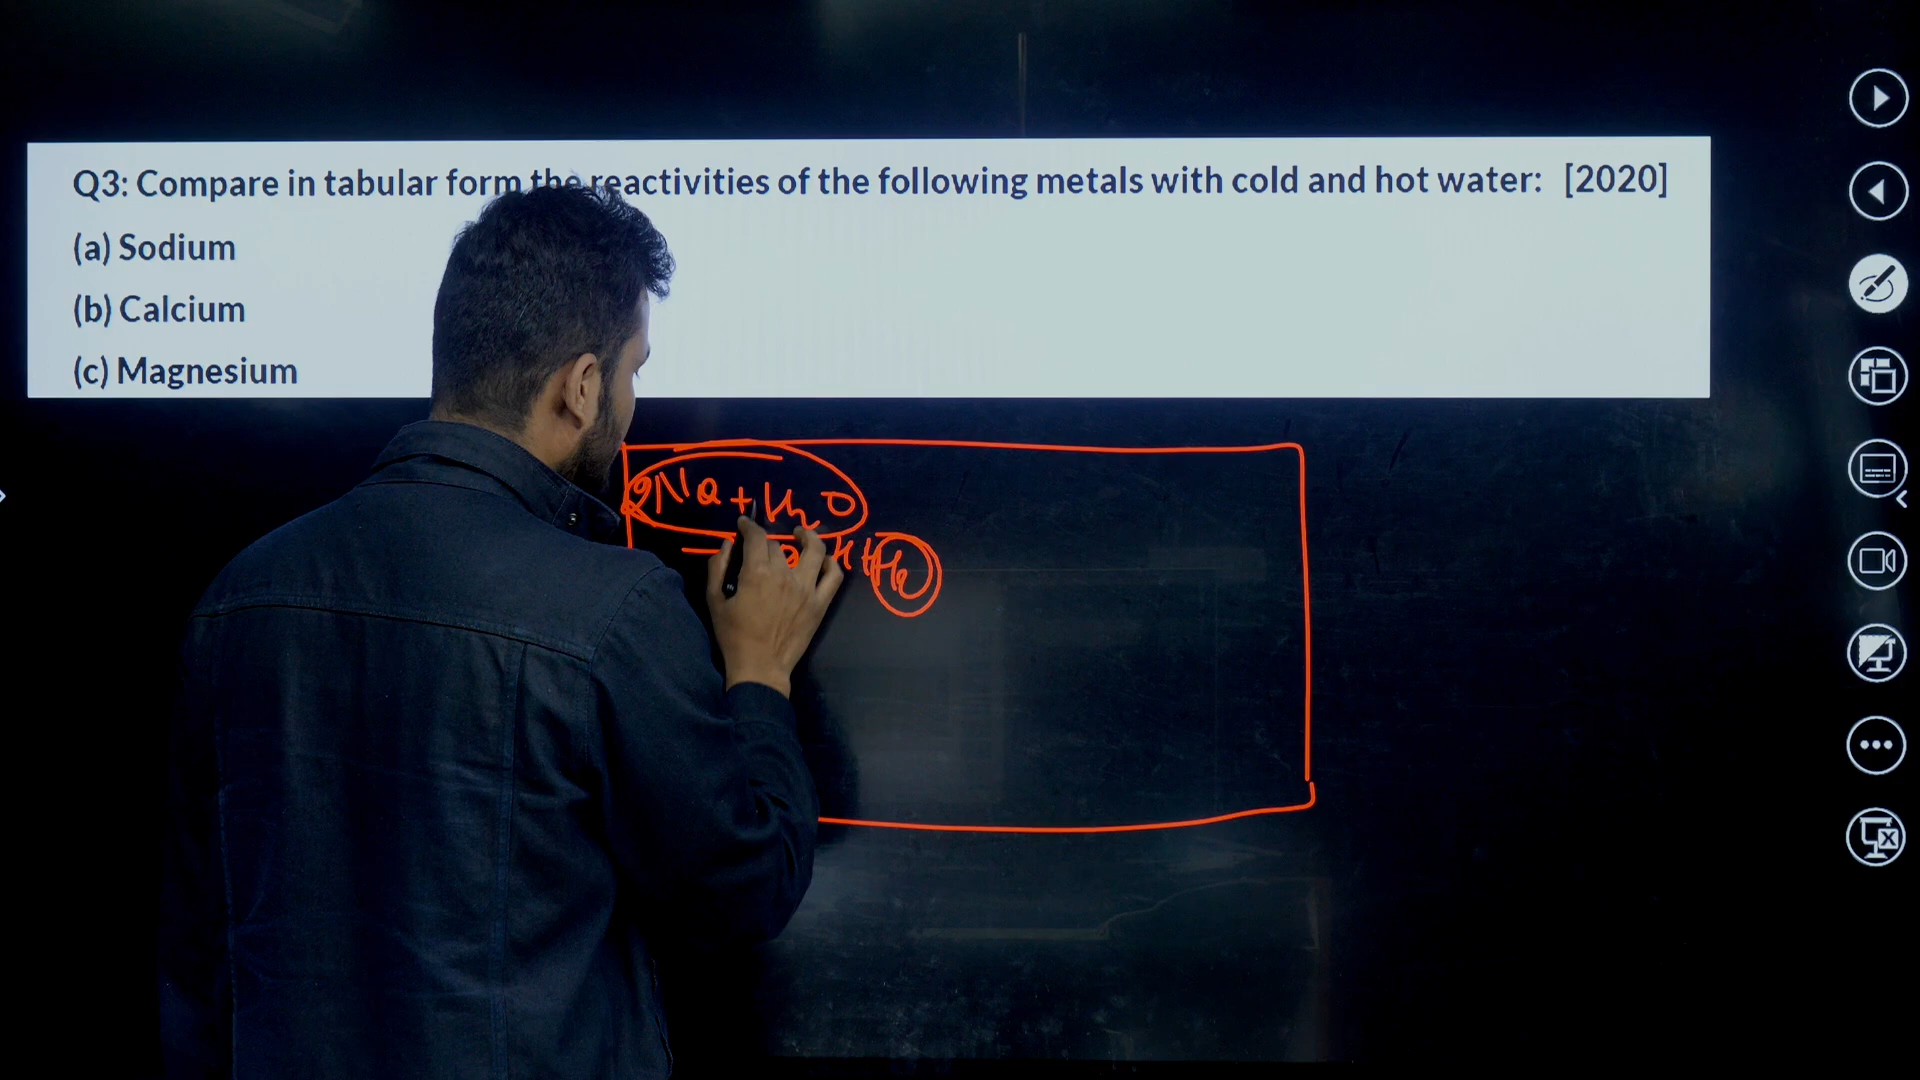 Q3: Compare in tabular form the reactivities of the following metals with cold and hot water: [2020]
(a) Sodium
(b) Calcium
(c) Magnesium
2Na + H2O
H2